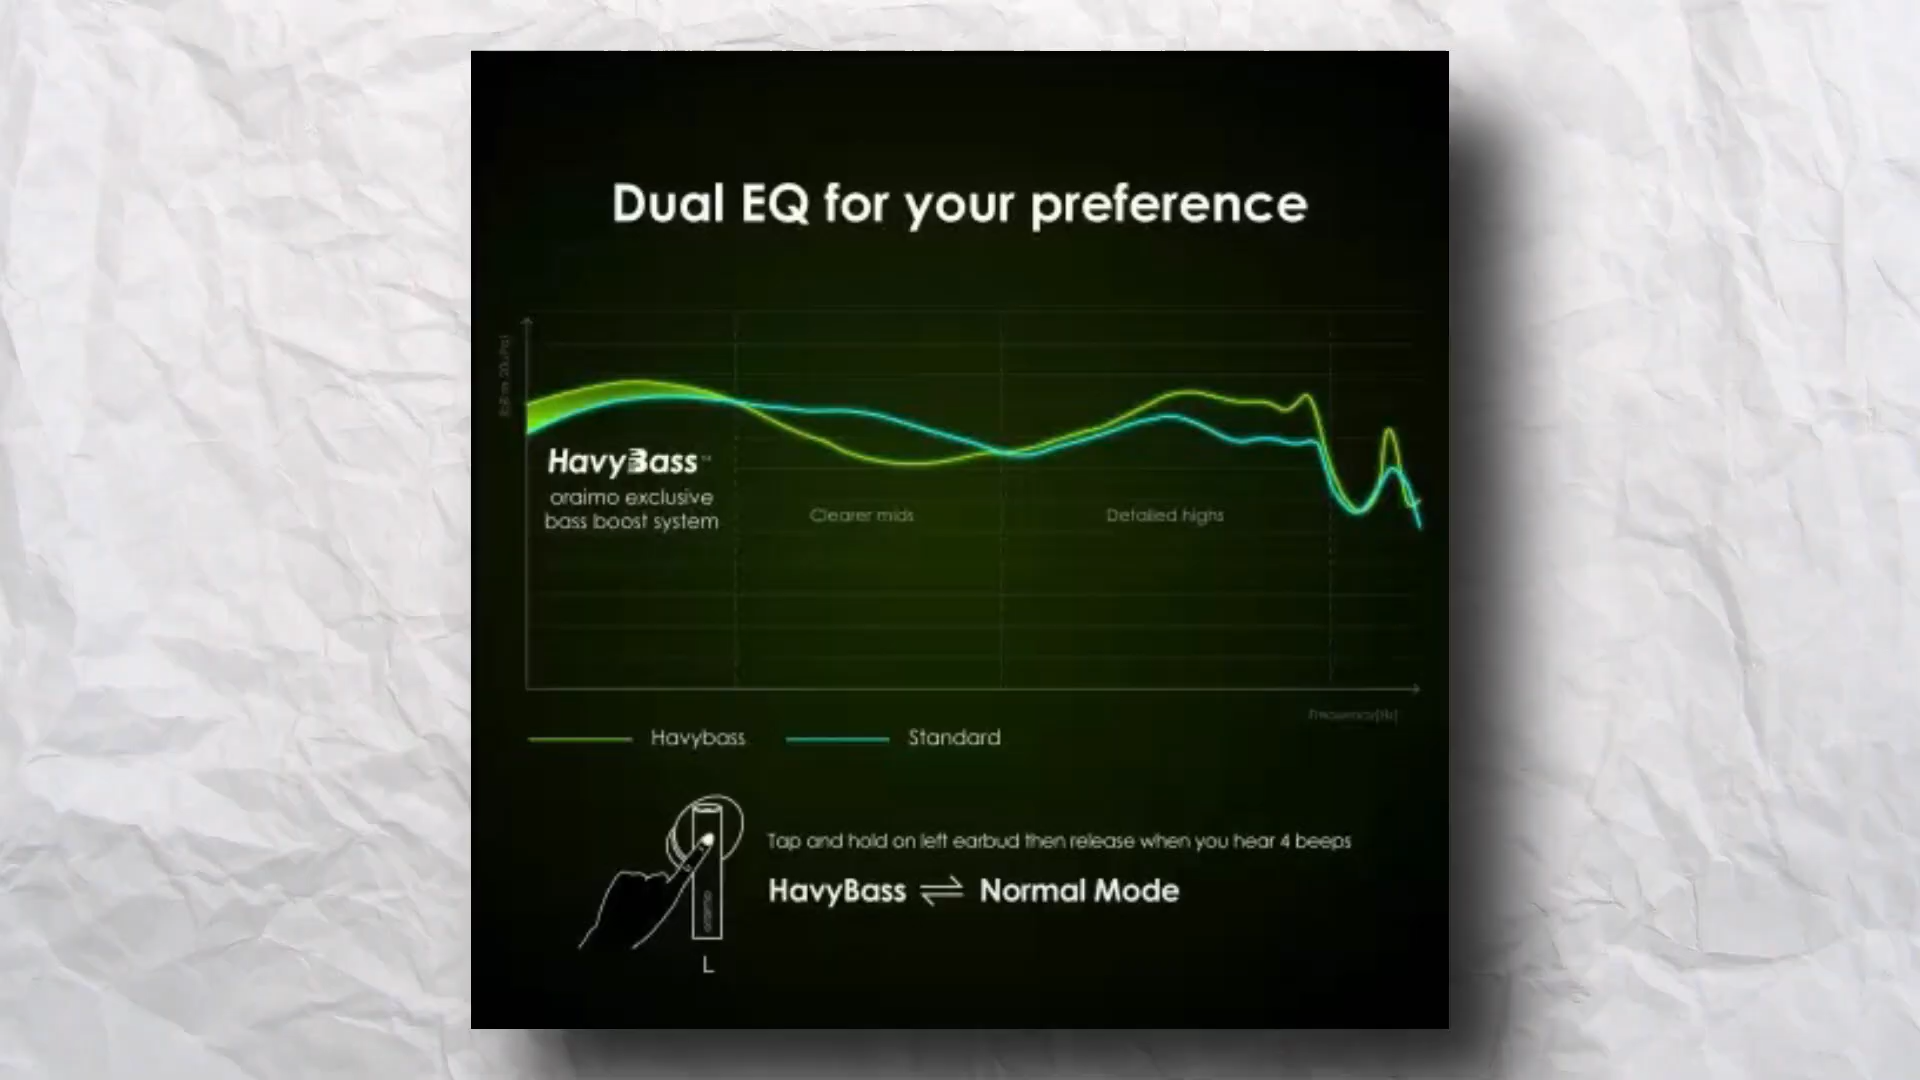 Dual EQ for your preference
HavyBass
oraimo exclusive
bass boost system
Clearer mids
Detailed highs
Havybass
Standard
Tap and hold on left earbud then release when you hear 4 beeps
HavyBass ⇌ Normal Mode
oraimo
L